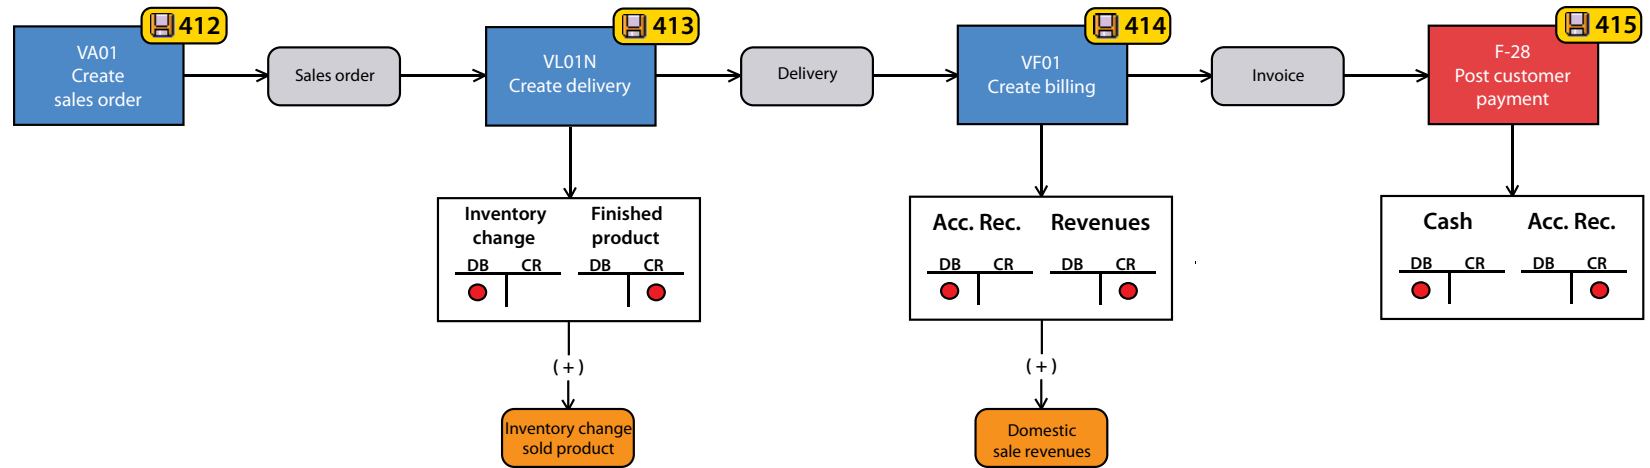 412
VA01
Create
sales order
Sales order
413
VL01N
Create delivery
Delivery
414
VF01
Create billing
Invoice
415
F-28
Post customer
payment
Inventory
change
DB CR
Finished
product
DB CR
Acc. Rec.
DB CR
Revenues
DB CR
Cash
DB CR
Acc. Rec.
DB CR
( + )
( + )
Inventory change
sold product
Domestic
sale revenues